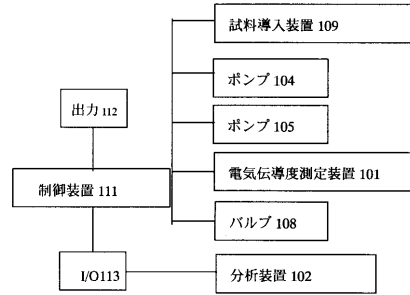 試料導入装置 109
ポンプ 104
出力 112
ポンプ 105
電気伝導度測定装置 101
制御装置 111
バルブ 108
I/O113
分析装置 102